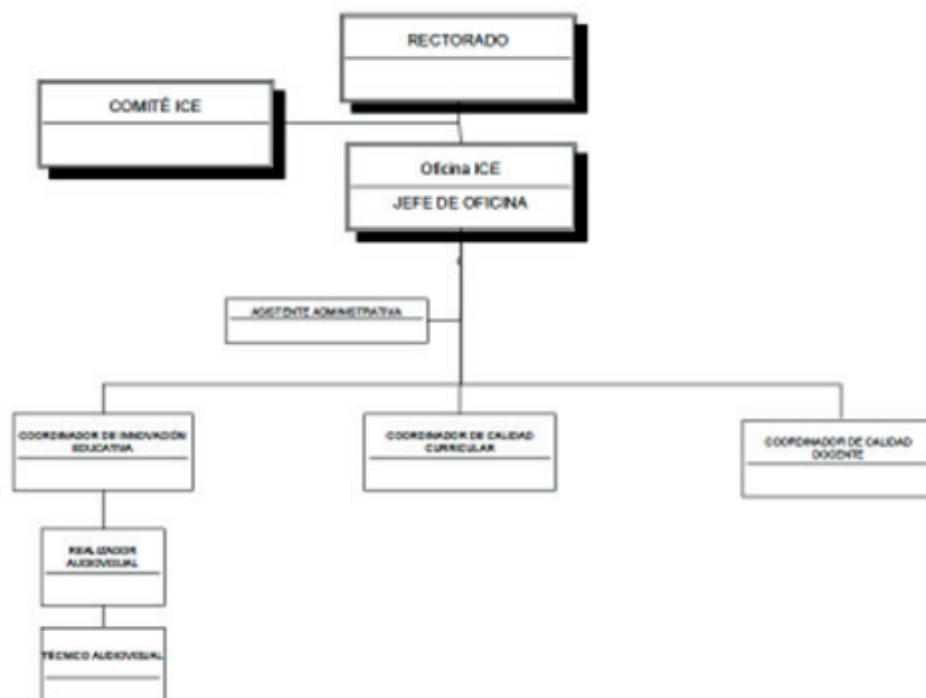 RECTORADO
COMITÉ ICE
Oficina ICE
JEFE DE OFICINA
ASISTENTE ADMINISTRATIVA
COORDINADOR DE INNOVACIÓN
EDUCATIVA
COORDINADOR DE CALIDAD
CURRICULAR
COORDINADOR DE CALIDAD
DOCENTE
REALIZADOR
AUDIOVISUAL
TÉCNICO AUDIOVISUAL